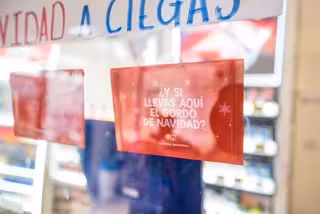 VIDAD A CIEGAS
¿Y SI
LLEVAS AQUÍ
EL GORDO
DE NAVIDAD?